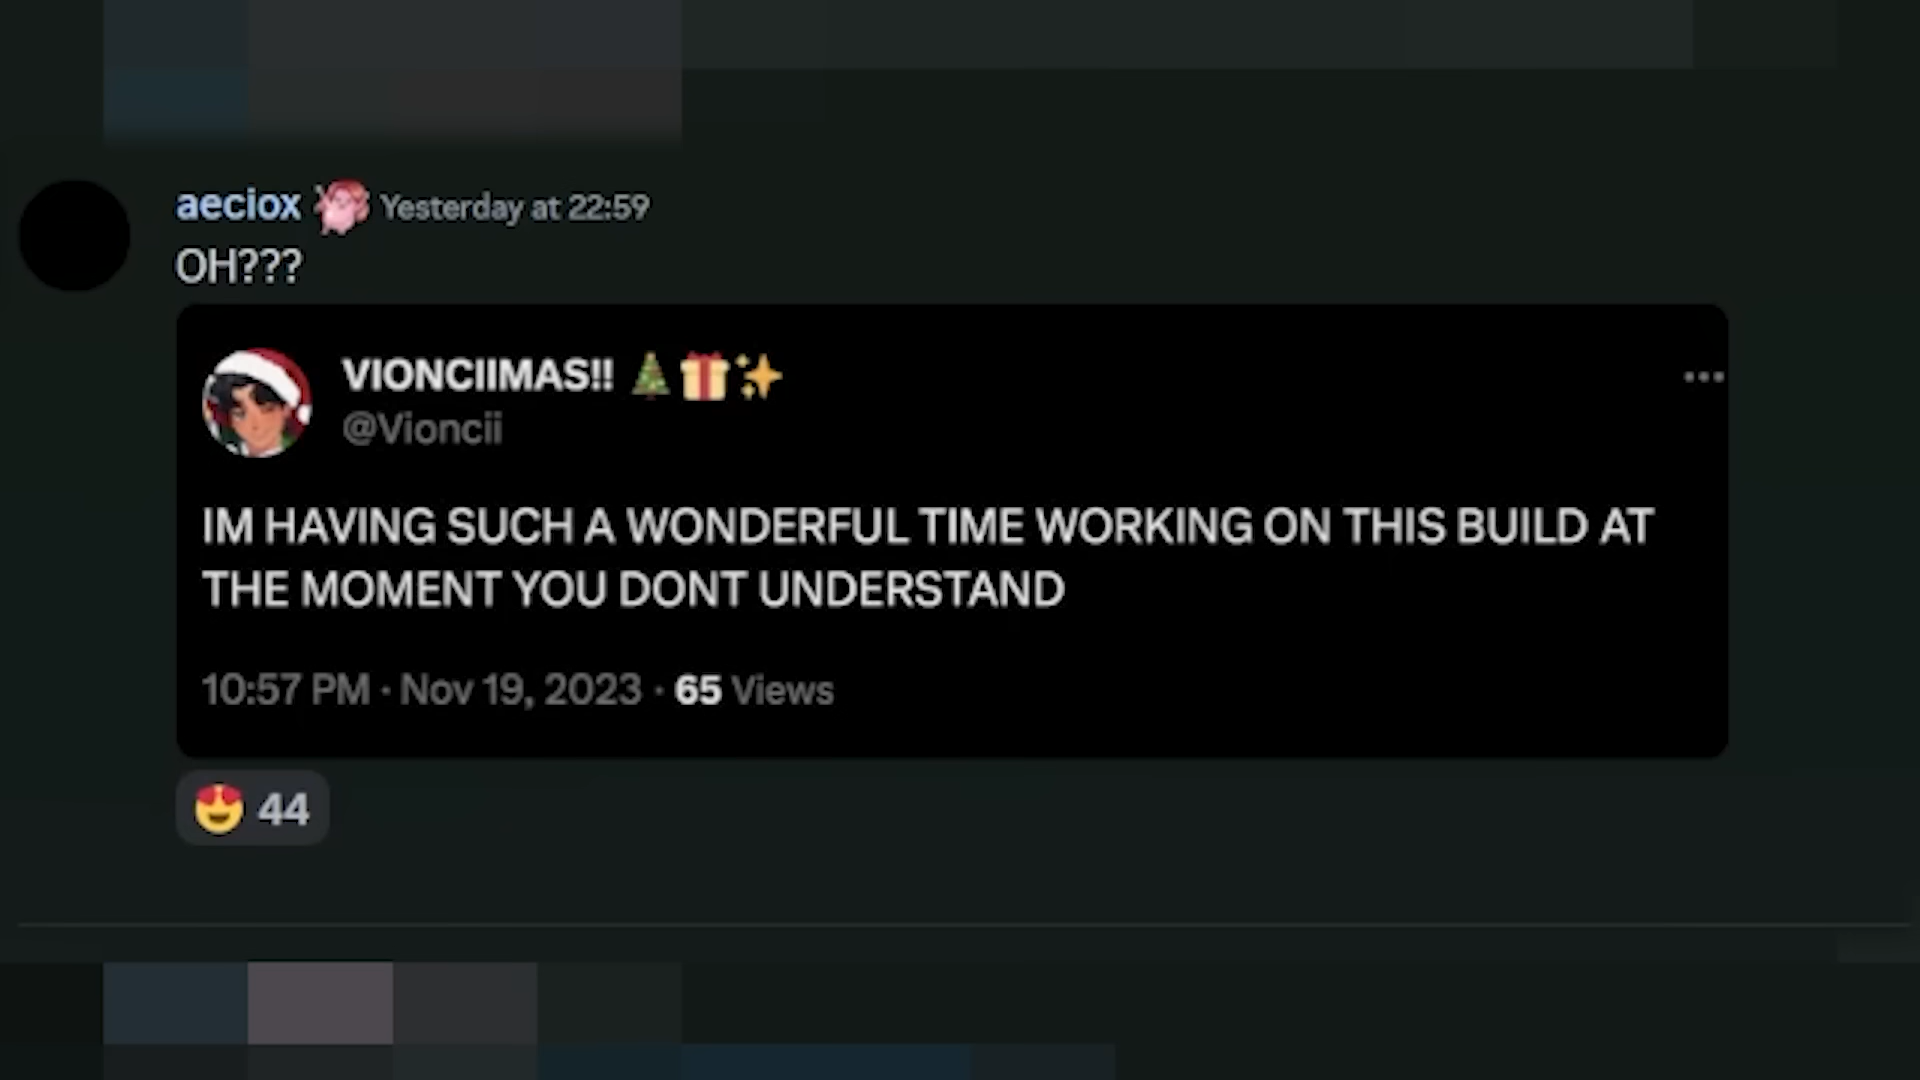 aeciox Yesterday at 22:59
OH???
VIONCIIMAS!! 🎄🎁✨
@Vioncii
IM HAVING SUCH A WONDERFUL TIME WORKING ON THIS BUILD AT
THE MOMENT YOU DONT UNDERSTAND
10:57 PM · Nov 19, 2023 · 65 Views
😍 44